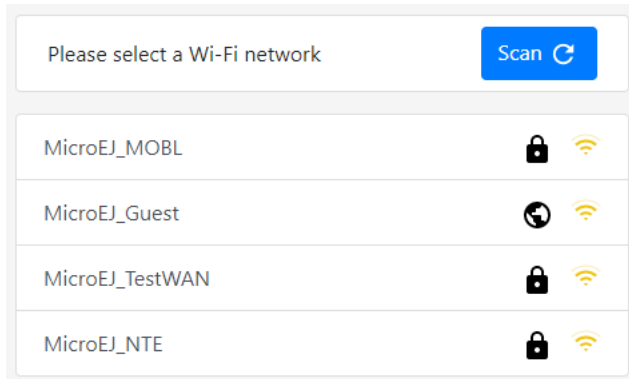 Please select a Wi-Fi network
Scan
MicroEJ_MOBL
MicroEJ_Guest
MicroEJ_TestWAN
MicroEJ_NTE